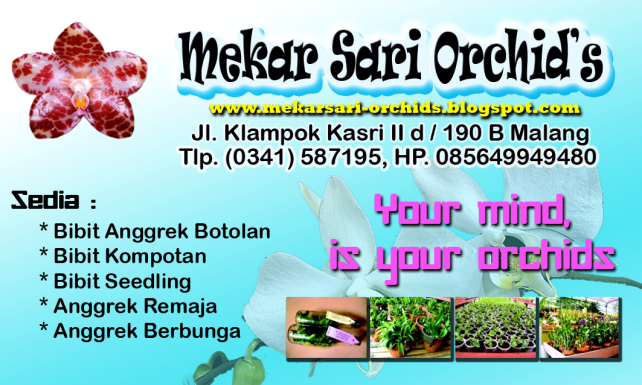 Mekar Sari Orchid's
www.mekarsari-orchids.blogspot.com
Jl. Klampok Kasri II d / 190 B Malang
Tlp. (0341) 587195, HP. 085649949480
Sedia :
* Bibit Anggrek Botolan
* Bibit Kompotan
* Bibit Seedling
* Anggrek Remaja
* Anggrek Berbunga
Your mind,
is your orchids